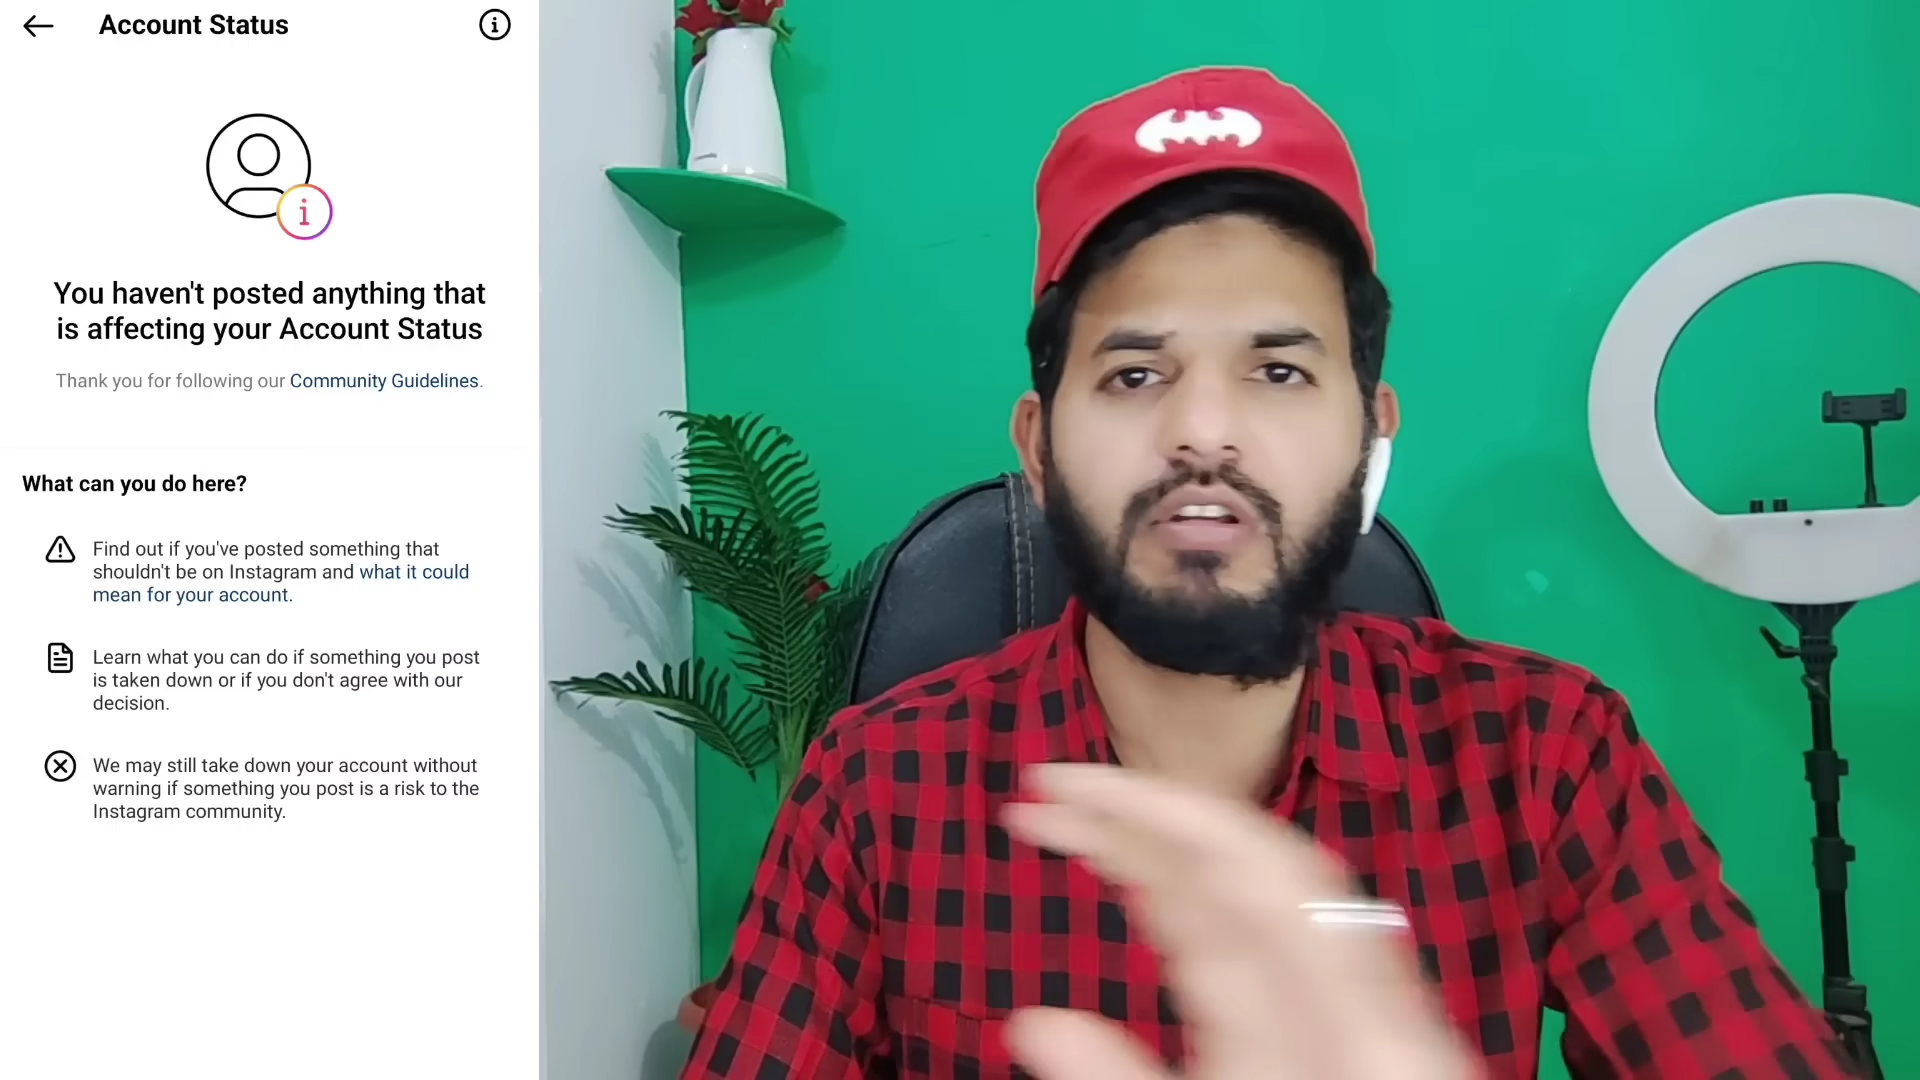 Account Status
You haven't posted anything that
is affecting your Account Status
Thank you for following our Community Guidelines.
What can you do here?
Find out if you've posted something that
shouldn't be on Instagram and what it could
mean for your account.
Learn what you can do if something you post
is taken down or if you don't agree with our
decision.
We may still take down your account without
warning if something you post is a risk to the
Instagram community.